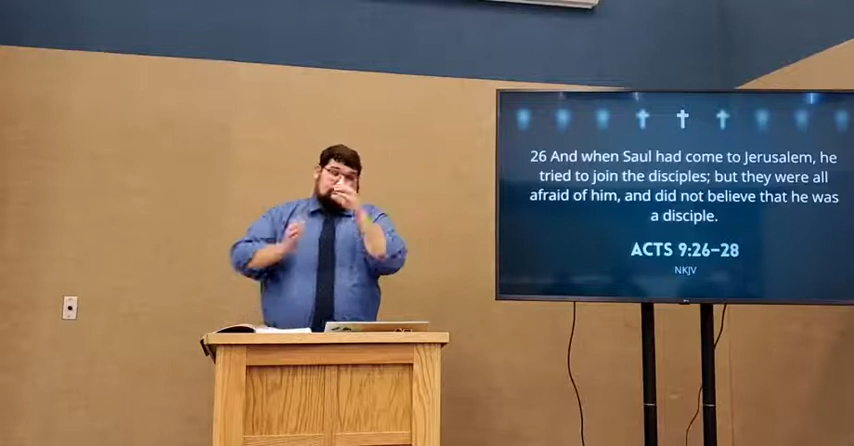 26 And when Saul had come to Jerusalem, he
tried to join the disciples; but they were all
afraid of him, and did not believe that he was
a disciple.
ACTS 9:26–28
NKJV